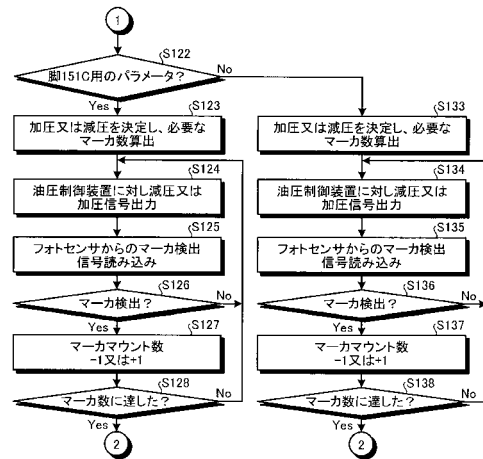 1
S122
脚151C用のパラメータ?
No
Yes
S123
加圧又は減圧を決定し、必要な
マーカ数算出
S124
油圧制御装置に対し減圧又は
加圧信号出力
S125
フォトセンサからのマーカ検出
信号読み込み
S126
マーカ検出?
No
Yes
S127
マーカマウント数
-1又は+1
S128
マーカ数に達した?
No
Yes
2
S133
加圧又は減圧を決定し、必要な
マーカ数算出
S134
油圧制御装置に対し減圧又は
加圧信号出力
S135
フォトセンサからのマーカ検出
信号読み込み
S136
マーカ検出?
No
Yes
S137
マーカマウント数
-1又は+1
S138
マーカ数に達した?
No
Yes
2